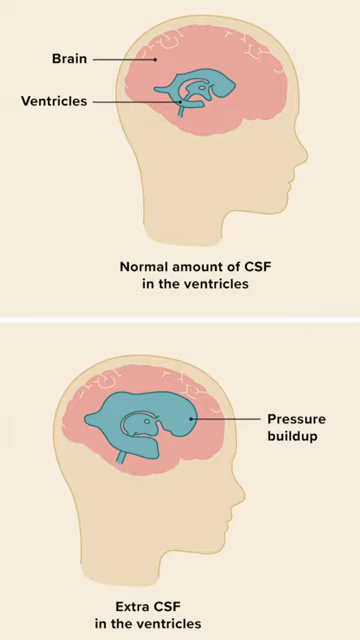 Brain
Ventricles
Normal amount of CSF
in the ventricles
Pressure
buildup
Extra CSF
in the ventricles